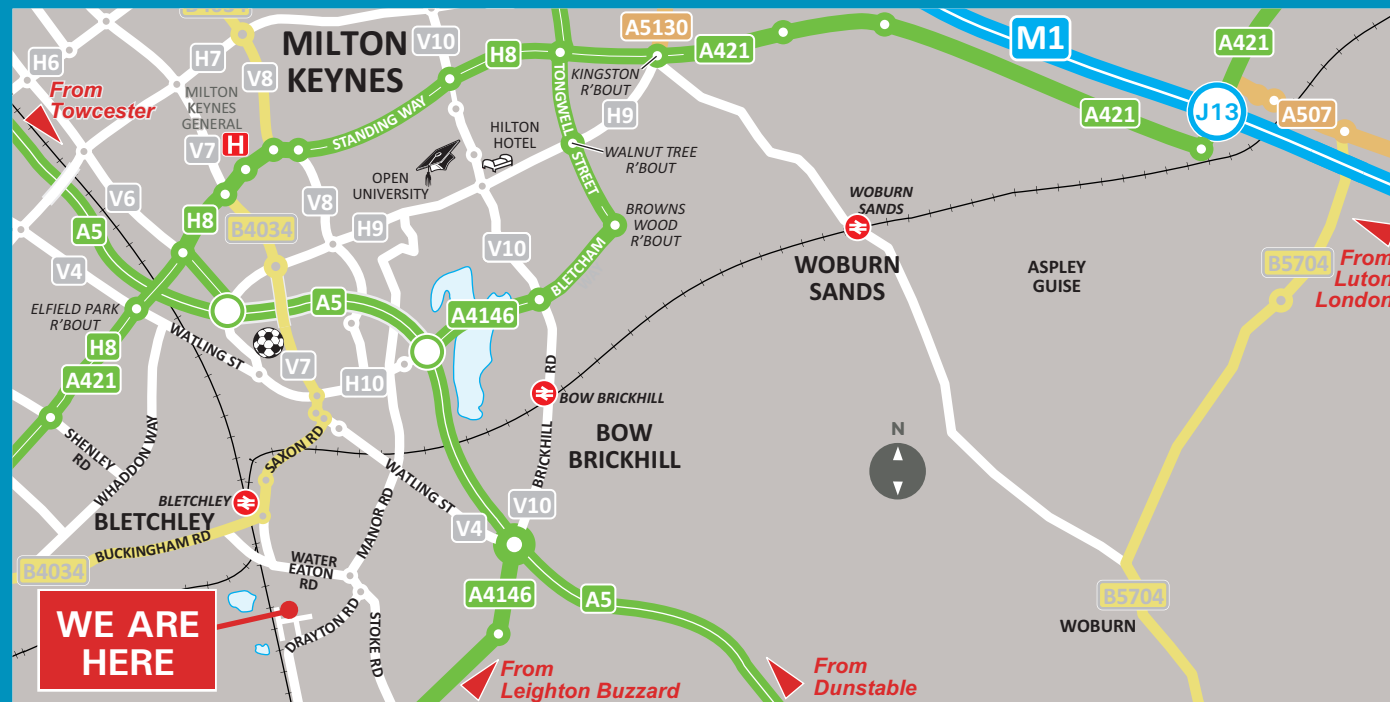 B4034
A5130
V10
H7
H6
MILTON
KEYNES
H8
A421
M1
A421
From
Towcester
V8
MILTON
KEYNES
GENERAL
KINGSTON
R'BOUT
TONGWELL
STREET
STANDING WAY
H9
A421
J13
A507
V7
H
HILTON
HOTEL
OPEN
UNIVERSITY
WALNUT TREE
R'BOUT
V6
V8
WOBURN
SANDS
H8
A5
B4034
H9
BROWNS
WOOD
R'BOUT
V10
V4
BLETCHAM
WOBURN
SANDS
ASPLEY
GUISE
B5704
From
Luton
London
ELFIELD PARK
R'BOUT
A5
A4146
H8
WATLING ST
V7
A421
H10
BRICKHILL RD
BOW BRICKHILL
BOW
BRICKHILL
N
SHENLEY
RD
WHADDON WAY
SAXON RD
WATLING ST
BLETCHLEY
BLETCHLEY
MANOR RD
V10
V4
BUCKINGHAM RD
B4034
WATER
EATON
RD
A4146
A5
B5704
WE ARE
HERE
DRAYTON RD
STOKE RD
WOBURN
From
Leighton Buzzard
From
Dunstable